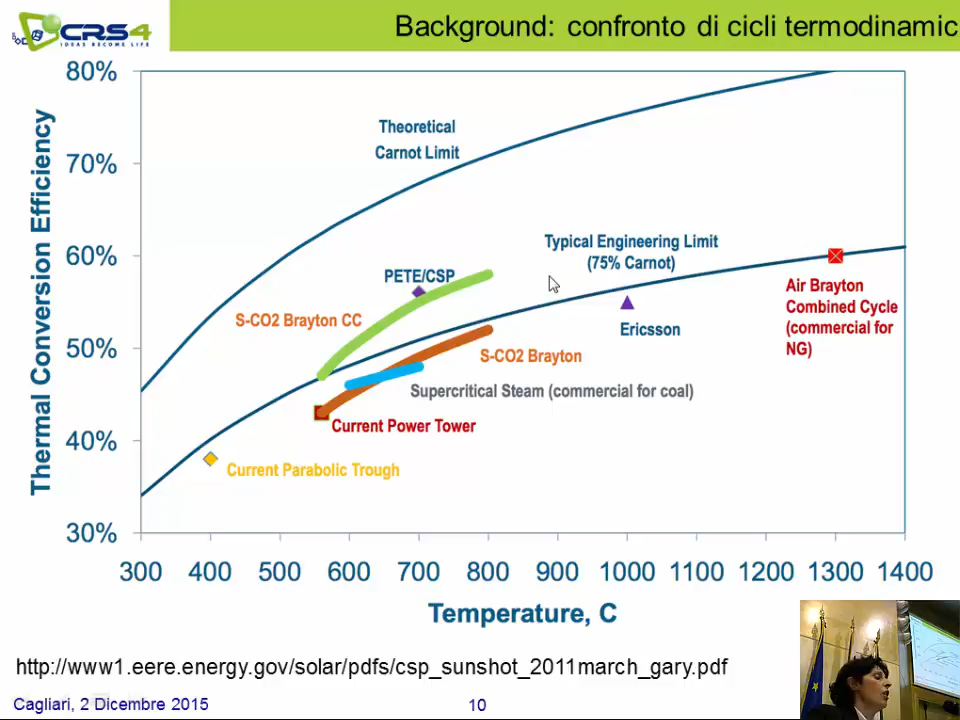 CRS4
IDEAS BECOME LIFE
Background: confronto di cicli termodinamic
Thermal Conversion Efficiency
80%
70%
60%
50%
40%
30%
Theoretical
Carnot Limit
Typical Engineering Limit
(75% Carnot)
PETE/CSP
Air Brayton
Combined Cycle
(commercial for
NG)
S-CO2 Brayton CC
Ericsson
S-CO2 Brayton
Supercritical Steam (commercial for coal)
Current Power Tower
Current Parabolic Trough
300 400 500 600 700 800 900 1000 1100 1200 1300 1400
Temperature, C
http://www1.eere.energy.gov/solar/pdfs/csp_sunshot_2011march_gary.pdf
Cagliari, 2 Dicembre 2015
10